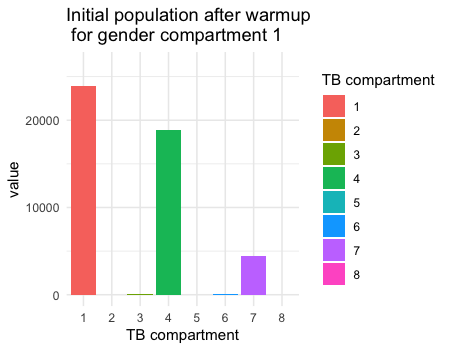 Initial population after warmup
for gender compartment 1
value
20000
10000
0
1 2 3 4 5 6 7 8
TB compartment
TB compartment
1
2
3
4
5
6
7
8